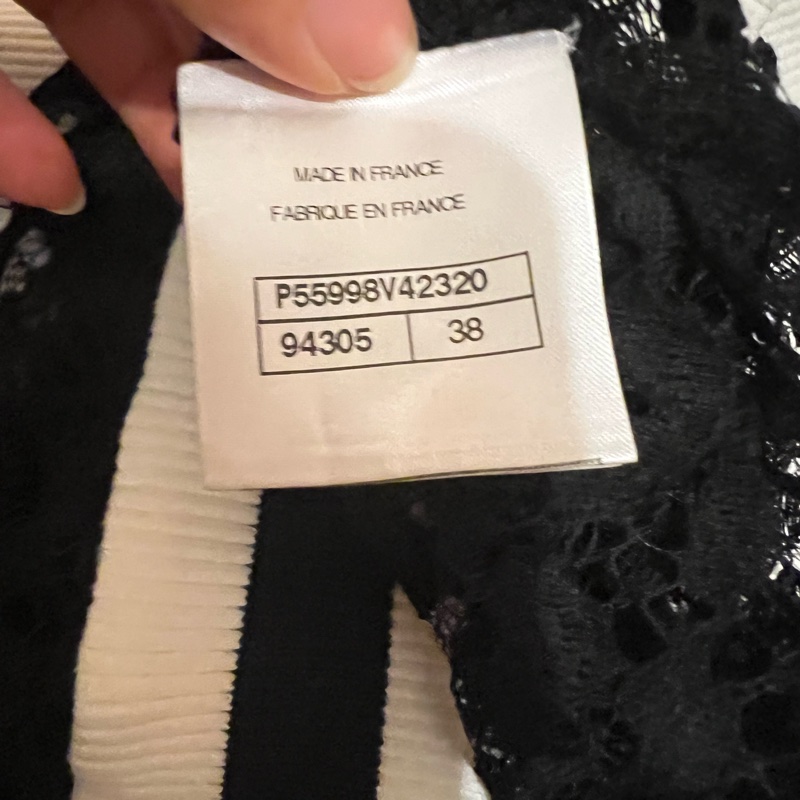 MADE IN FRANCE
FABRIQUE EN FRANCE
P55998V42320
94305 38